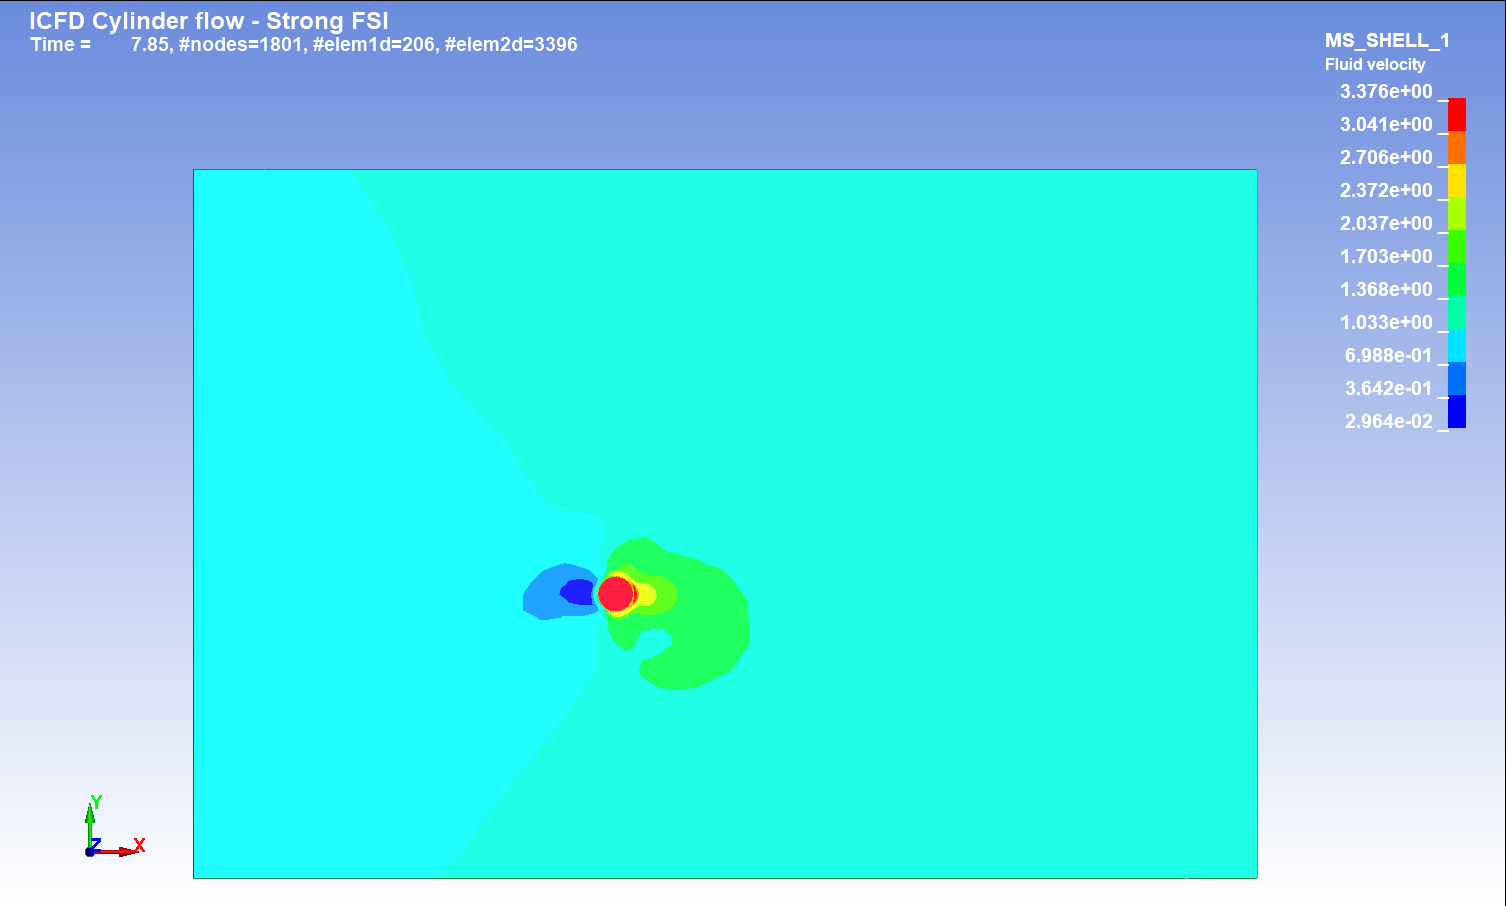 ICFD Cylinder flow - Strong FSI
Time = 7.85, #nodes=1801, #elem1d=206, #elem2d=3396
MS_SHELL_1
Fluid velocity
3.376e+00
3.041e+00
2.706e+00
2.372e+00
2.037e+00
1.703e+00
1.368e+00
1.033e+00
6.988e-01
3.642e-01
2.964e-02
Y
Z
X